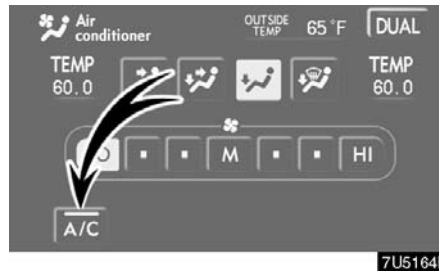 Air
conditioner
OUTSIDE
TEMP
65°F
DUAL
TEMP
60.0
TEMP
60.0
M
HI
A/C
7U5164